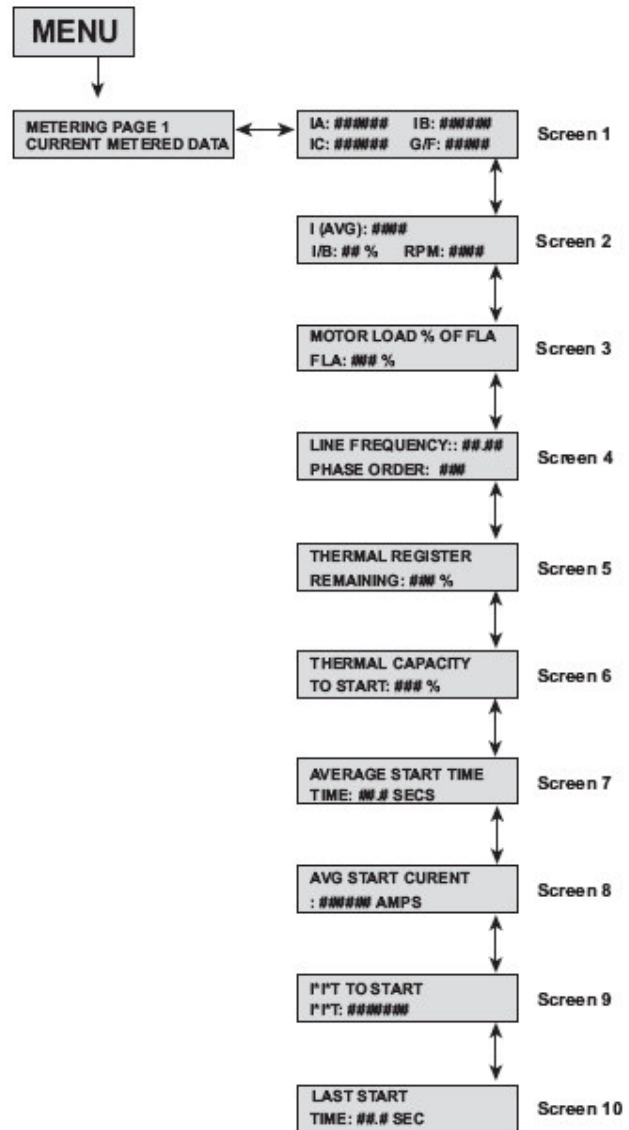 MENU
METERING PAGE 1
CURRENT METERED DATA
IA: ###### IB: ######
IC: ###### G/F: #####
Screen 1
I (AVG): ####
I/B: ## % RPM: ####
Screen 2
MOTOR LOAD % OF FLA
FLA: ### %
Screen 3
LINE FREQUENCY:: ##.##
PHASE ORDER: ###
Screen 4
THERMAL REGISTER
REMAINING: ### %
Screen 5
THERMAL CAPACITY
TO START: ### %
Screen 6
AVERAGE START TIME
TIME: ##.# SECS
Screen 7
AVG START CURENT
: ###### AMPS
Screen 8
I*I*T TO START
I*I*T: #######
Screen 9
LAST START
TIME: ##.# SEC
Screen 10